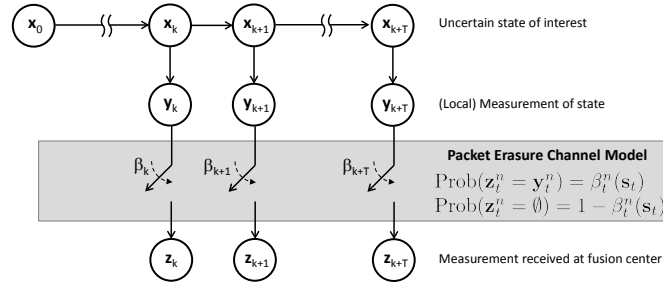 x₀ xₖ xₖ₊₁ xₖ₊T Uncertain state of interest
yₖ yₖ₊₁ yₖ₊T (Local) Measurement of state
Packet Erasure Channel Model
βₖ βₖ₊₁ βₖ₊T Prob(zₜⁿ = yₜⁿ) = βₜⁿ(sₜ)
Prob(zₜⁿ = ∅) = 1 − βₜⁿ(sₜ)
zₖ zₖ₊₁ zₖ₊T Measurement received at fusion center